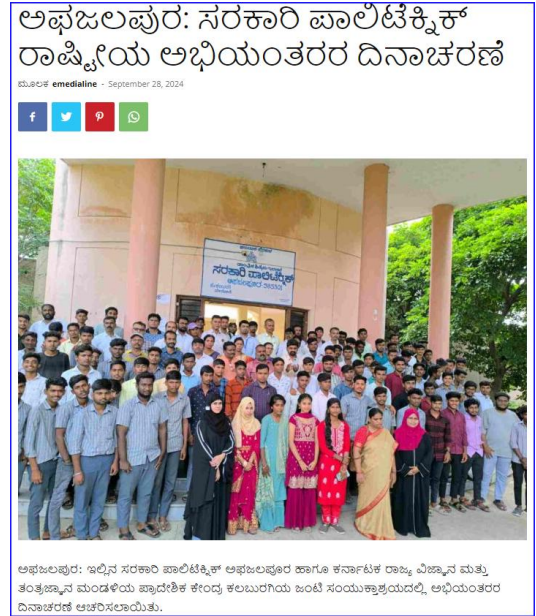 ಅಫಜಲಪುರ: ಸರಕಾರಿ ಪಾಲಿಟೆಕ್ನಿಕ್
ರಾಷ್ಟ್ರೀಯ ಅಭಿಯಂತರರ ದಿನಾಚರಣೆ
ಮೂಲಕ emedialine - September 28, 2024
ಸರಕಾರಿ ಪಾಲಿಟೆಕ್ನಿಕ್
ಅಫಜಲಪುರ: ಇಲ್ಲಿನ ಸರಕಾರಿ ಪಾಲಿಟೆಕ್ನಿಕ್ ಅಫಜಲಪೂರ ಹಾಗೂ ಕರ್ನಾಟಕ ರಾಜ್ಯ ವಿಜ್ಞಾನ ಮತ್ತು
ತಂತ್ರಜ್ಞಾನ ಮಂಡಳಿಯ ಪ್ರಾದೇಶಿಕ ಕೇಂದ್ರ ಕಲಬುರಗಿಯ ಜಂಟಿ ಸಂಯುಕ್ತಾಶ್ರಯದಲ್ಲಿ ಅಭಿಯಂತರರ
ದಿನಾಚರಣೆ ಆಚರಿಸಲಾಯಿತು.